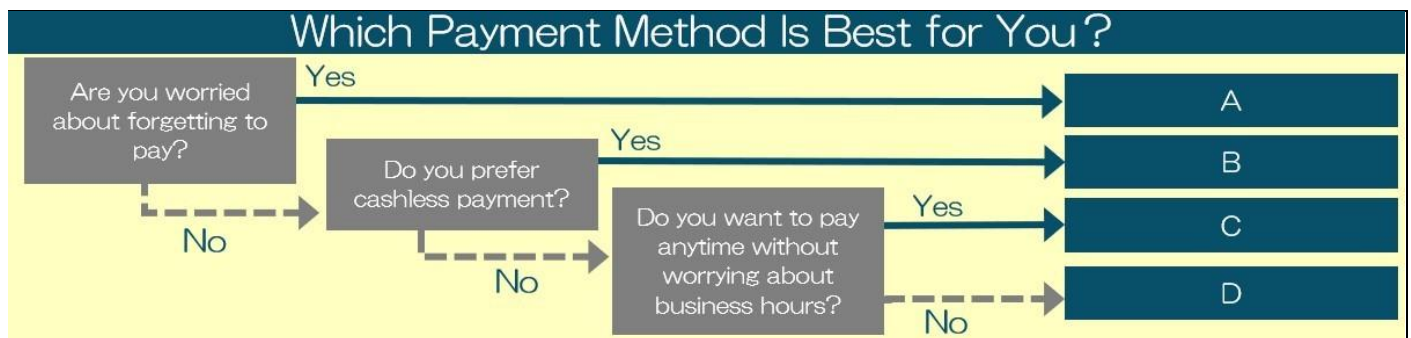 Which Payment Method Is Best for You?
Are you worried
about forgetting to
pay?
Yes
A
No
Do you prefer
cashless payment?
Yes
B
No
Do you want to pay
anytime without
worrying about
business hours?
Yes
C
No
D